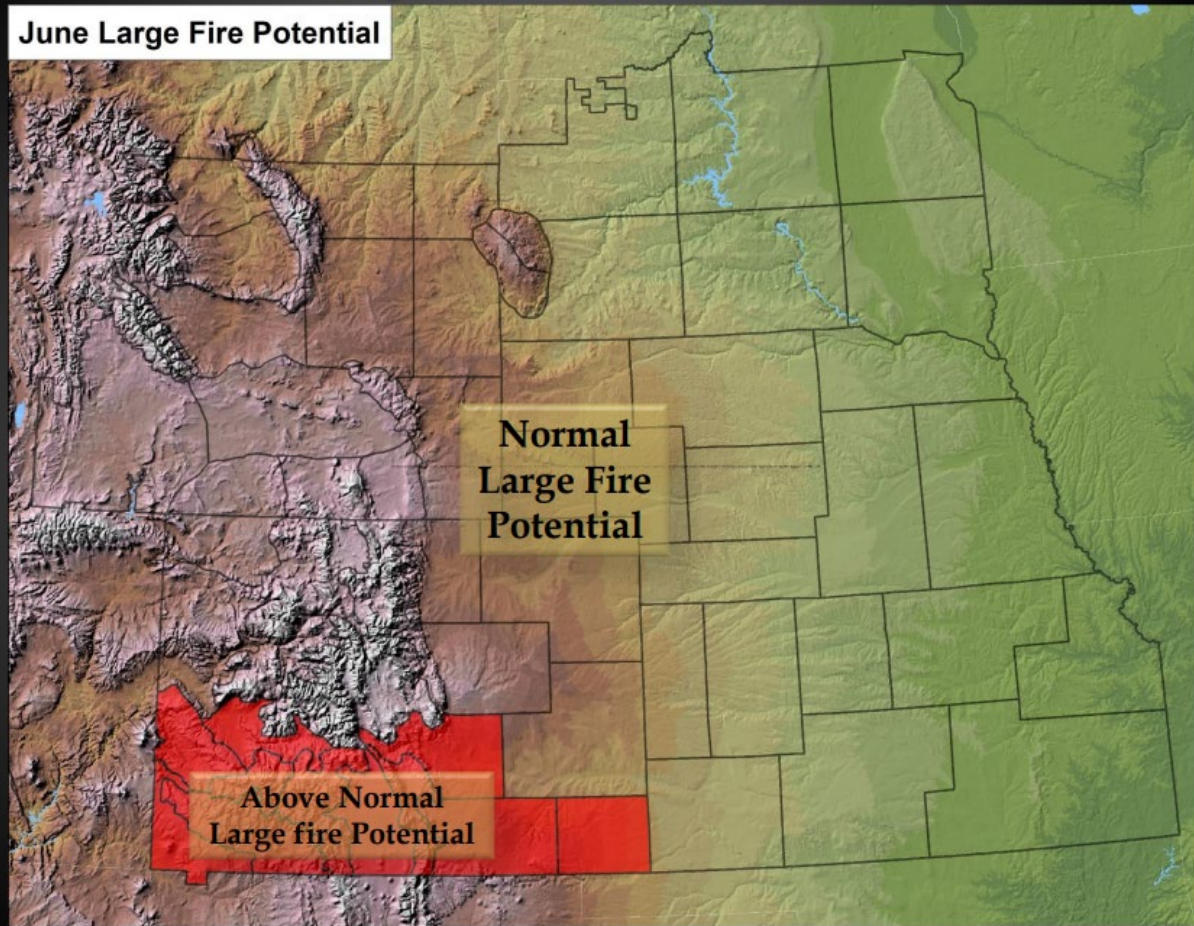 June Large Fire Potential
Normal
Large Fire
Potential
Above Normal
Large fire Potential